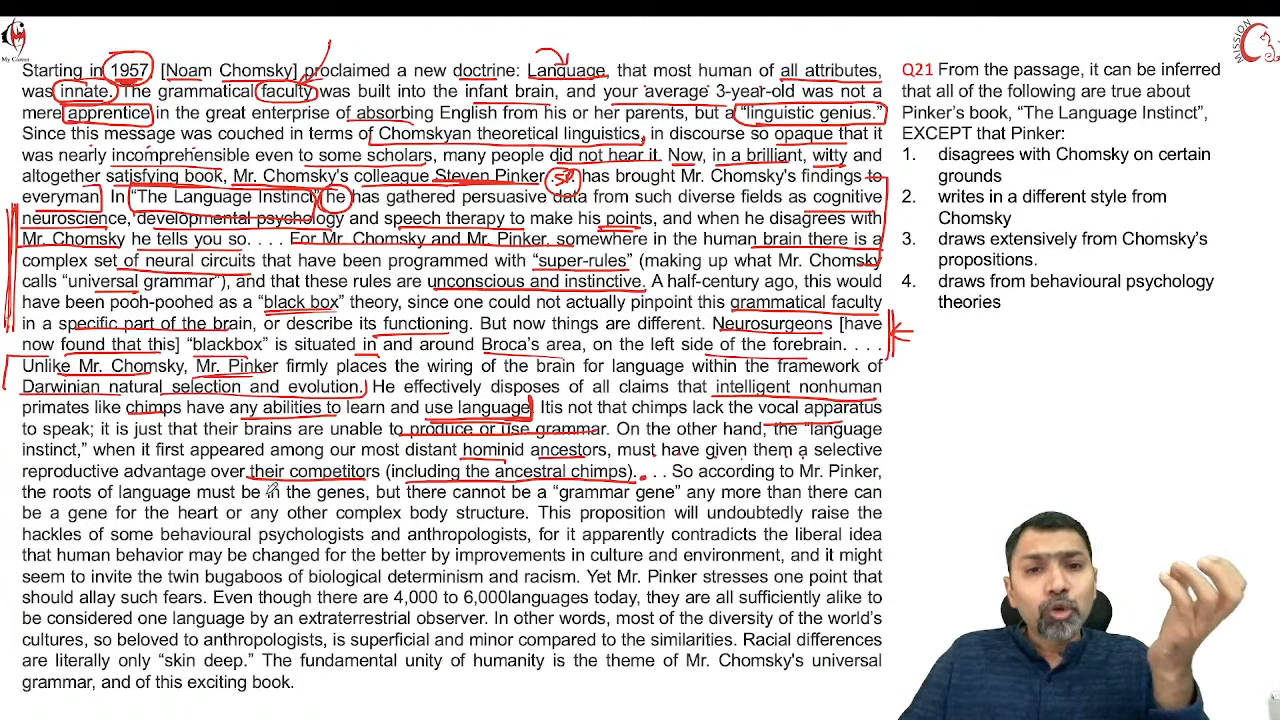 My Career
MISSION
Starting in 1957 [Noam Chomsky] proclaimed a new doctrine: Language, that most human of all attributes,
was innate. The grammatical faculty was built into the infant brain, and your average 3-year-old was not a
mere apprentice in the great enterprise of absorbing English from his or her parents, but a “linguistic genius.”
Since this message was couched in terms of Chomskyan theoretical linguistics, in discourse so opaque that it
was nearly incomprehensible even to some scholars, many people did not hear it. Now, in a brilliant, witty and
altogether satisfying book, Mr. Chomsky's colleague Steven Pinker SP has brought Mr. Chomsky's findings to
everyman. In “The Language Instinct” he has gathered persuasive data from such diverse fields as cognitive
neuroscience, developmental psychology and speech therapy to make his points, and when he disagrees with
Mr. Chomsky he tells you so. . . . For Mr. Chomsky and Mr. Pinker, somewhere in the human brain there is a
complex set of neural circuits that have been programmed with “super-rules” (making up what Mr. Chomsky
calls “universal grammar”), and that these rules are unconscious and instinctive. A half-century ago, this would
have been pooh-poohed as a “black box” theory, since one could not actually pinpoint this grammatical faculty
in a specific part of the brain, or describe its functioning. But now things are different. Neurosurgeons [have
now found that this] “blackbox” is situated in and around Broca’s area, on the left side of the forebrain. . . .
Unlike Mr. Chomsky, Mr. Pinker firmly places the wiring of the brain for language within the framework of
Darwinian natural selection and evolution. He effectively disposes of all claims that intelligent nonhuman
primates like chimps have any abilities to learn and use language. Itis not that chimps lack the vocal apparatus
to speak; it is just that their brains are unable to produce or use grammar. On the other hand, the “language
instinct,” when it first appeared among our most distant hominid ancestors, must have given them a selective
reproductive advantage over their competitors (including the ancestral chimps). . . . So according to Mr. Pinker,
the roots of language must be in the genes, but there cannot be a “grammar gene” any more than there can
be a gene for the heart or any other complex body structure. This proposition will undoubtedly raise the
hackles of some behavioural psychologists and anthropologists, for it apparently contradicts the liberal idea
that human behavior may be changed for the better by improvements in culture and environment, and it might
seem to invite the twin bugaboos of biological determinism and racism. Yet Mr. Pinker stresses one point that
should allay such fears. Even though there are 4,000 to 6,000languages today, they are all sufficiently alike to
be considered one language by an extraterrestrial observer. In other words, most of the diversity of the world’s
cultures, so beloved to anthropologists, is superficial and minor compared to the similarities. Racial differences
are literally only “skin deep.” The fundamental unity of humanity is the theme of Mr. Chomsky's universal
grammar, and of this exciting book.
Q21 From the passage, it can be inferred
that all of the following are true about
Pinker’s book, “The Language Instinct”,
EXCEPT that Pinker:
1. disagrees with Chomsky on certain
grounds
2. writes in a different style from
Chomsky
3. draws extensively from Chomsky’s
propositions.
4. draws from behavioural psychology
theories